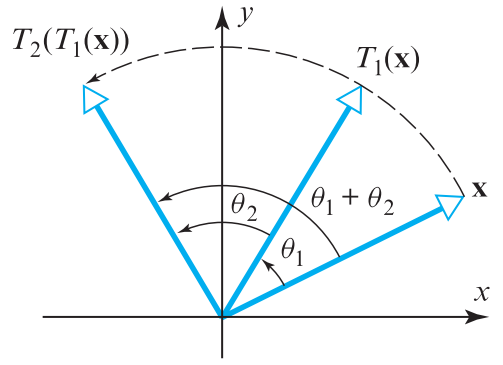 y
T₂(T₁(x))
T₁(x)
x
θ₂
θ₁ + θ₂
θ₁
x